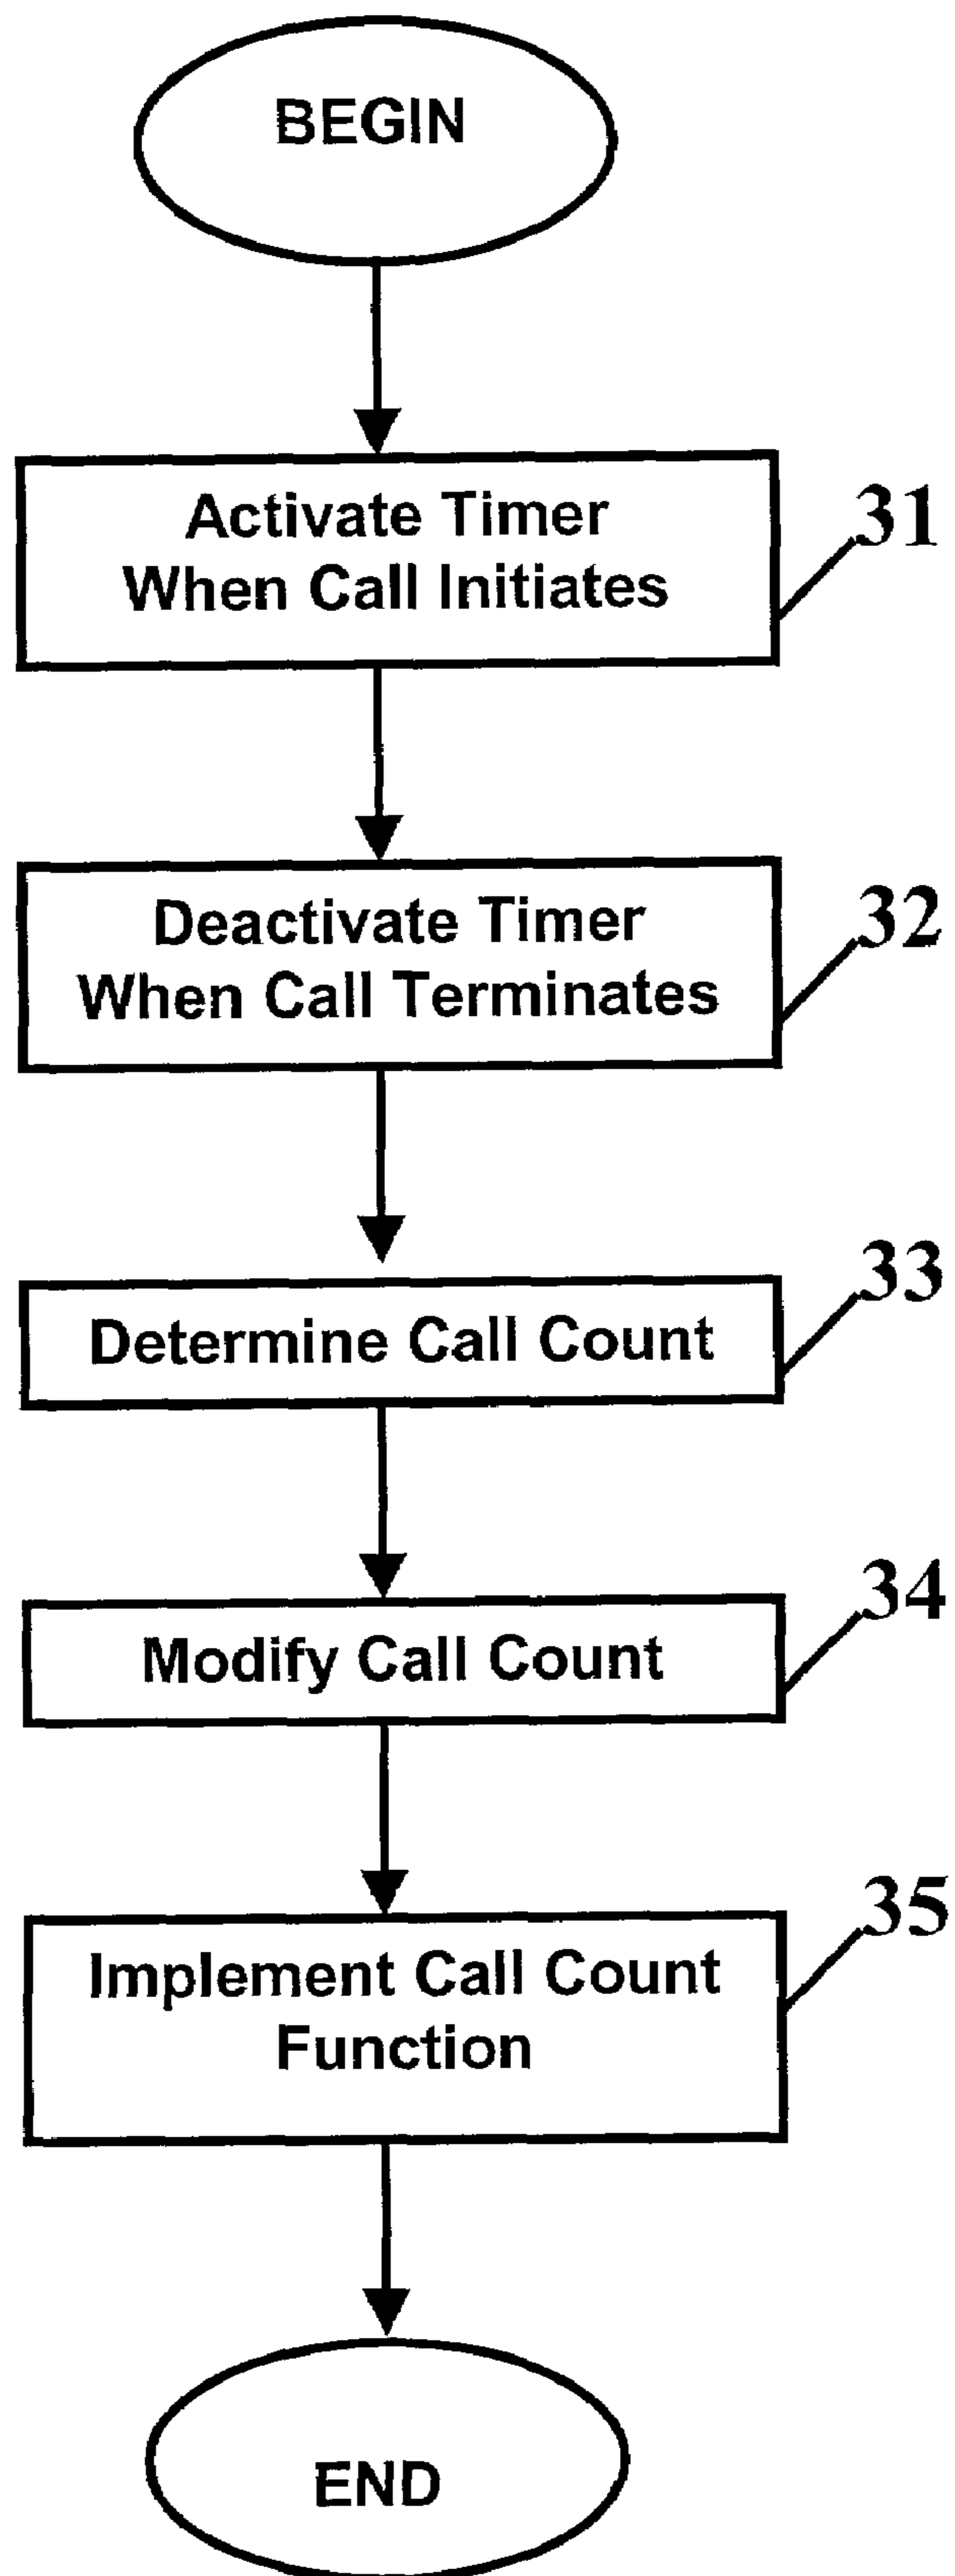 BEGIN
Activate Timer
When Call Initiates
31
Deactivate Timer
When Call Terminates
32
Determine Call Count
33
Modify Call Count
34
Implement Call Count
Function
35
END